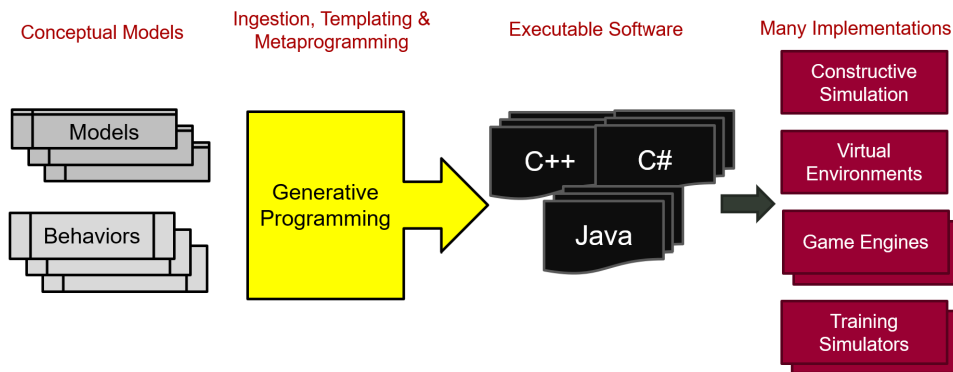 Conceptual Models
Ingestion, Templating &
Metaprogramming
Executable Software
Many Implementations
Models
Behaviors
Generative
Programming
C++
C#
Java
Constructive
Simulation
Virtual
Environments
Game Engines
Training
Simulators